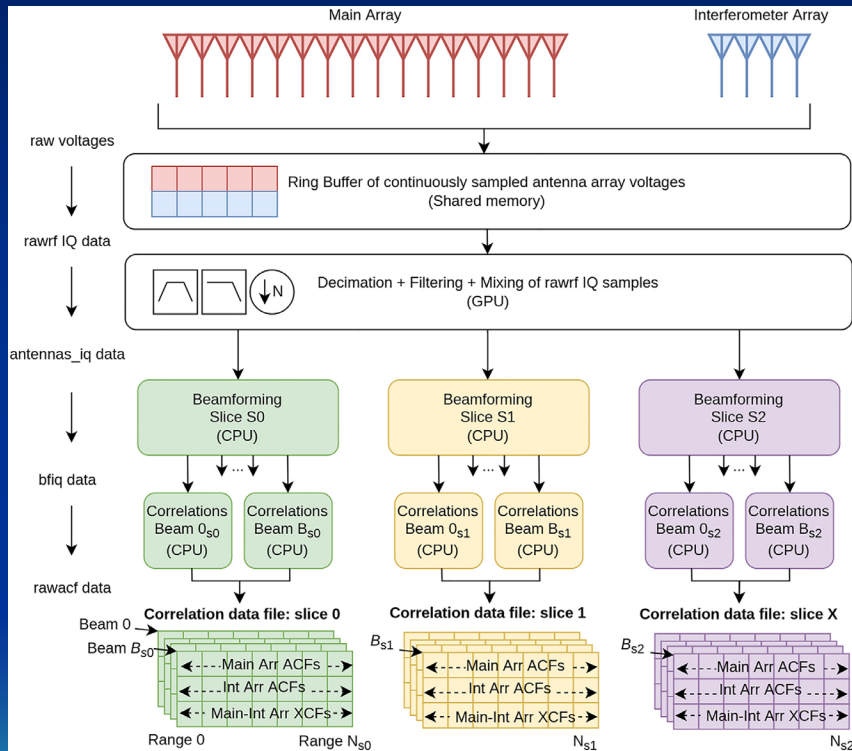 Main Array
Interferometer Array
raw voltages
Ring Buffer of continuously sampled antenna array voltages
(Shared memory)
rawrf IQ data
Decimation + Filtering + Mixing of rawrf IQ samples
(GPU)
N
antennas_iq data
Beamforming
Slice S0
(CPU)
Beamforming
Slice S1
(CPU)
Beamforming
Slice S2
(CPU)
...
...
...
bfiq data
Correlations
Beam 0s0
(CPU)
Correlations
Beam Bs0
(CPU)
Correlations
Beam 0s1
(CPU)
Correlations
Beam Bs1
(CPU)
Correlations
Beam 0s2
(CPU)
Correlations
Beam Bs2
(CPU)
rawacf data
Correlation data file: slice 0
Correlation data file: slice 1
Correlation data file: slice X
Beam 0
Beam Bs0
Main Arr ACFs
Int Arr ACFs
Main-Int Arr XCFs
Range 0
Range Ns0
Bs1
Main Arr ACFs
Int Arr ACFs
Main-Int Arr XCFs
Ns1
Bs2
Main Arr ACFs
Int Arr ACFs
Main-Int Arr XCFs
Ns2